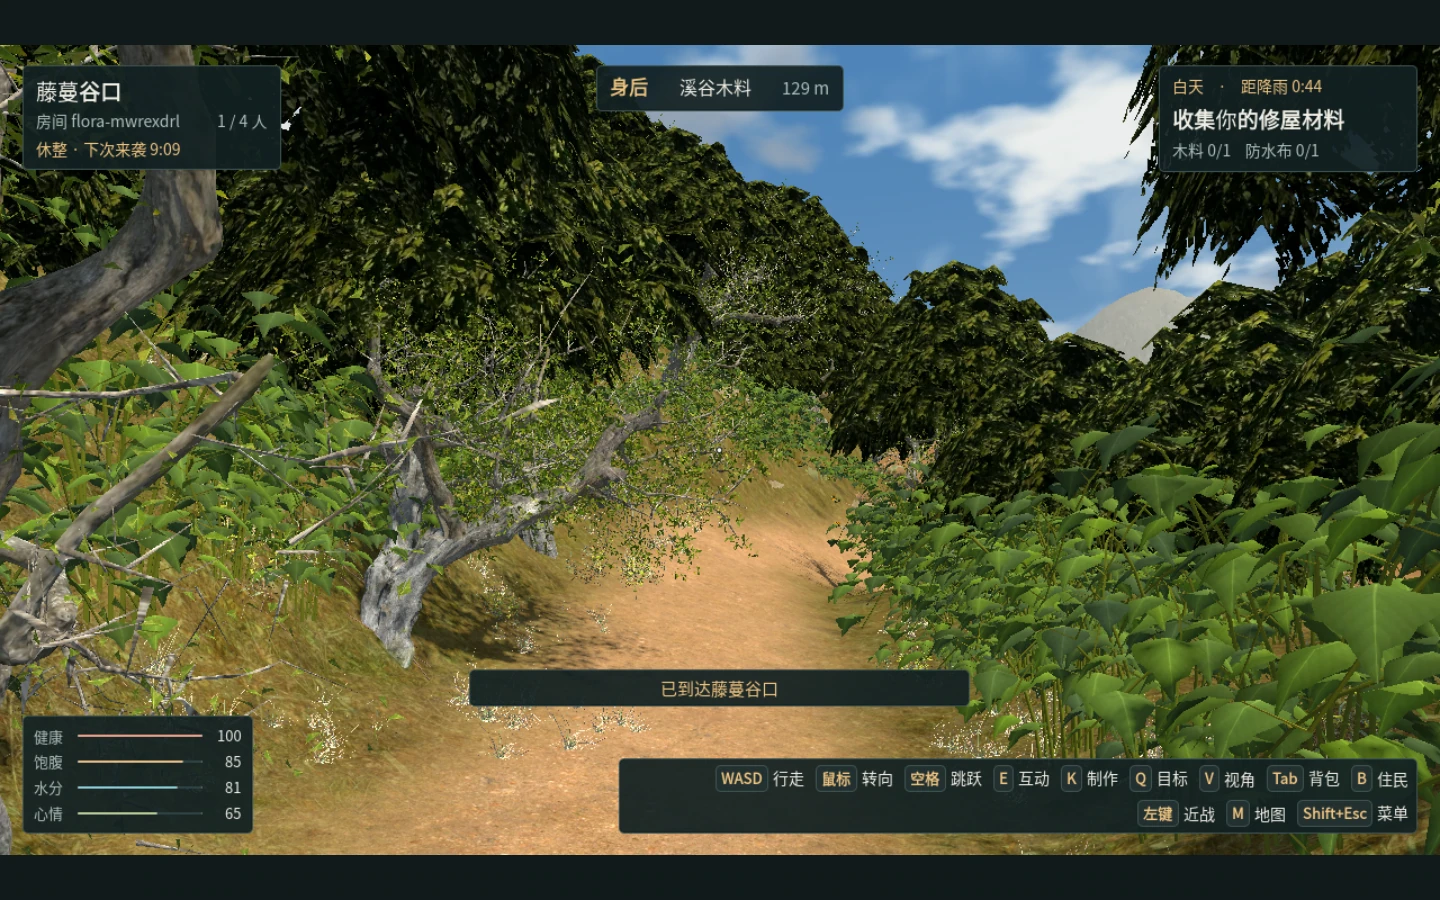 藤蔓谷口
房间 flora-mwrexdrl 1 / 4 人
休整 · 下次来袭 9:09
身后 溪谷木料 129 m
白天 · 距降雨 0:44
收集你的修屋材料
木料 0/1 防水布 0/1
已到达藤蔓谷口
健康 100
饱腹 85
水分 81
心情 65
WASD 行走 鼠标 转向 空格 跳跃 E 互动 K 制作 Q 目标 V 视角 Tab 背包 B 住民
左键 近战 M 地图 Shift+Esc 菜单